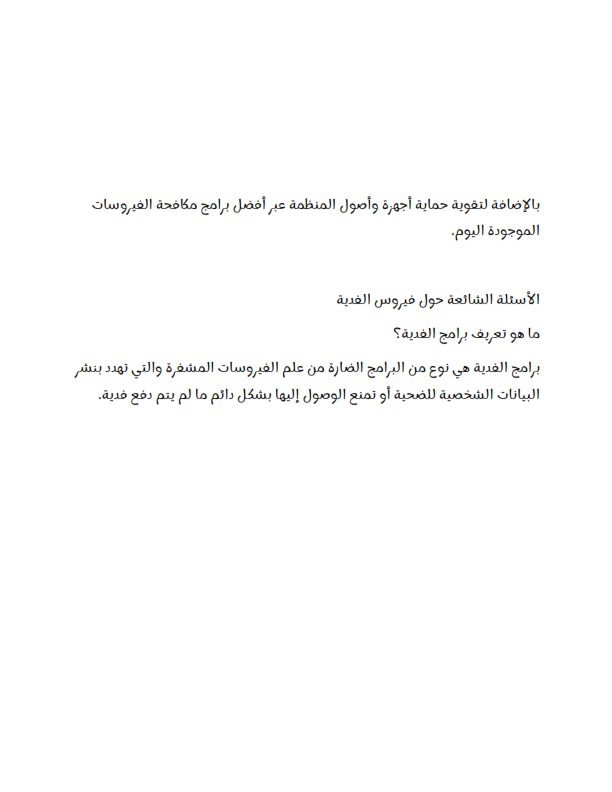 بالإضافة لتقوية حماية أجهزة وأصول المنظمة عبر أفضل برامج مكافحة الفيروسات
الموجودة اليوم.
الأسئلة الشائعة حول فيروس الفدية
ما هو تعريف برامج الفدية؟
برامج الفدية هي نوع من البرامج الضارة من علم الفيروسات المشفرة والتي تهدد بنشر
البيانات الشخصية للضحية أو تمنع الوصول إليها بشكل دائم ما لم يتم دفع فدية.